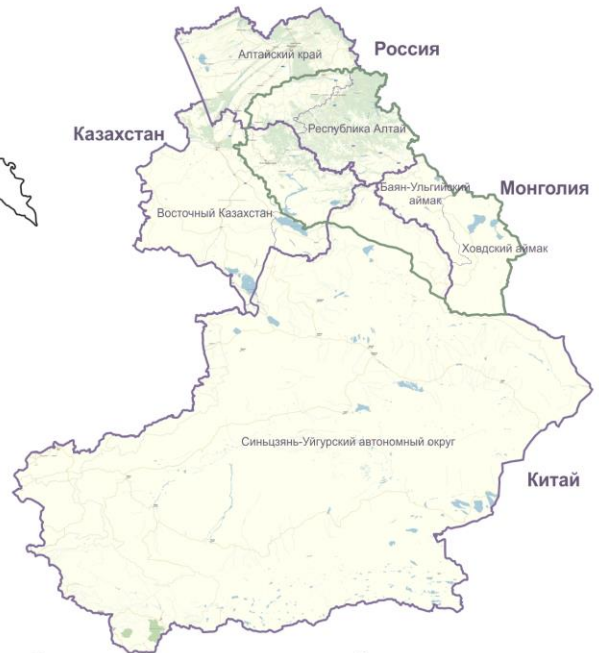 Россия
Алтайский край
Казахстан
Республика Алтай
Баян-Ульгийский
аймак
Монголия
Восточный Казахстан
Ховдский аймак
Синьцзянь-Уйгурский автономный округ
Китай